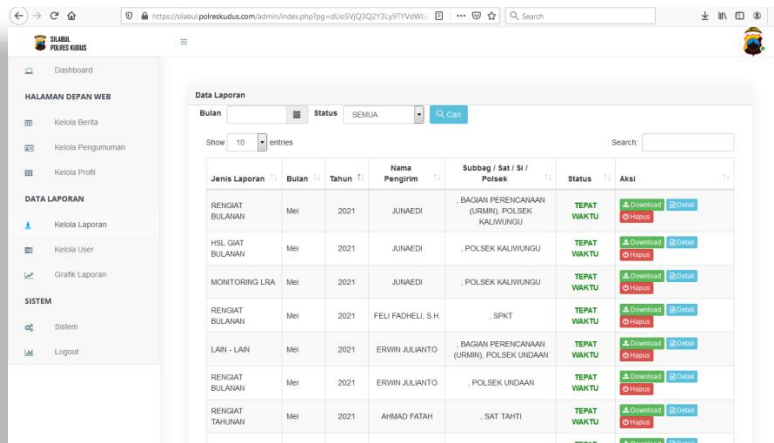 https://silabul.polreskudus.com/admin/index.php?pg=
Search
SILABUL
POLRES KUDUS
Dashboard
HALAMAN DEPAN WEB
Kelola Berita
Kelola Pengumuman
Kelola Profil
DATA LAPORAN
Kelola Laporan
Kelola User
Grafik Laporan
SISTEM
Sistem
Logout
Data Laporan
Bulan Status SEMUA Cari
Show 10 entries Search:
Jenis Laporan Bulan Tahun Nama Pengirim Subbag / Sat / Si / Polsek Status Aksi
RENGIAT BULANAN Mei 2021 JUNAEDI , BAGIAN PERENCANAAN (URMIN), POLSEK KALIWUNGU TEPAT WAKTU Download Detail Hapus
HSL GIAT BULANAN Mei 2021 JUNAEDI , POLSEK KALIWUNGU TEPAT WAKTU Download Detail Hapus
MONITORING LRA Mei 2021 JUNAEDI , POLSEK KALIWUNGU TEPAT WAKTU Download Detail Hapus
RENGIAT BULANAN Mei 2021 FELI FADHELI, S.H. , SPKT TEPAT WAKTU Download Detail Hapus
LAIN - LAIN Mei 2021 ERWIN JULIANTO , BAGIAN PERENCANAAN (URMIN), POLSEK UNDAAN TEPAT WAKTU Download Detail Hapus
RENGIAT BULANAN Mei 2021 ERWIN JULIANTO , POLSEK UNDAAN TEPAT WAKTU Download Detail Hapus
RENGIAT TAHUNAN Mei 2021 AHMAD FATAH , SAT TAHTI TEPAT WAKTU Download Detail Hapus